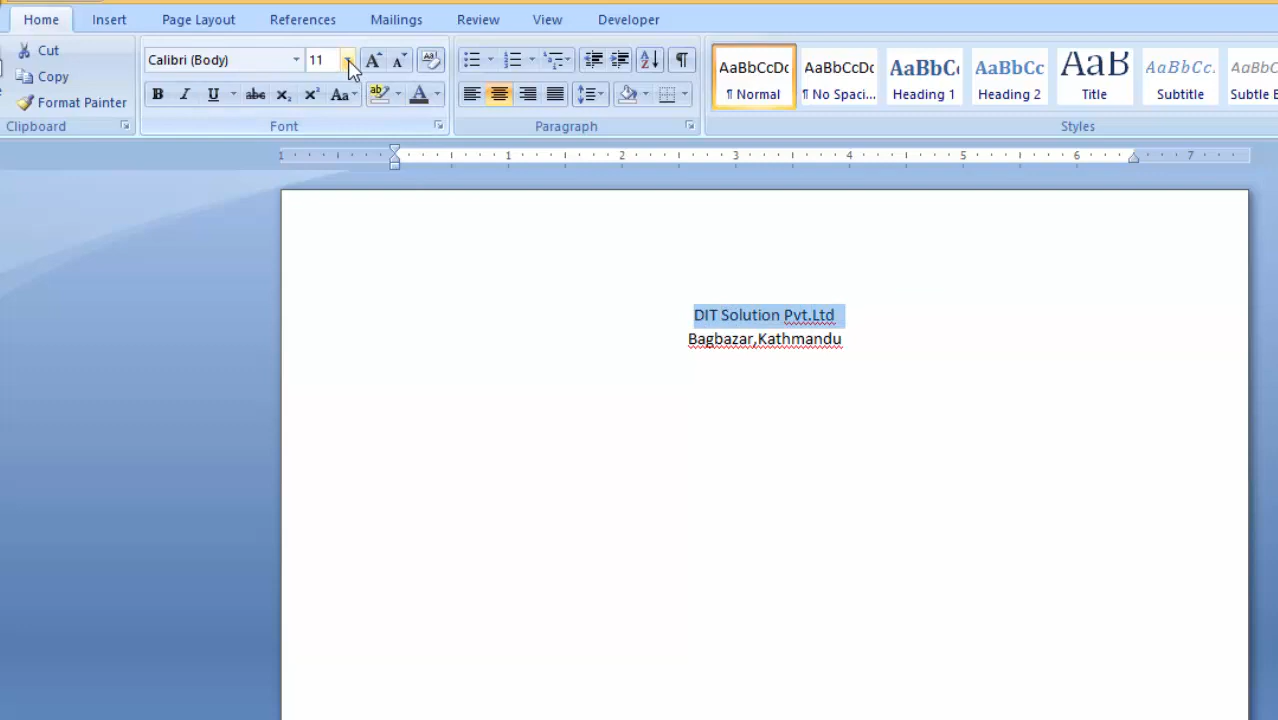 Home Insert Page Layout References Mailings Review View Developer
Cut
Copy
Format Painter
Clipboard
Calibri (Body) 11
B I U abc X₂ X² Aa A
Font
Paragraph
AaBbCcDc AaBbCcDc AaBbC AaBbCc AaB AaBbCc. AaBbCc
¶ Normal ¶ No Spaci... Heading 1 Heading 2 Title Subtitle Subtle E
Styles
1 1 2 3 4 5 6 7
DIT Solution Pvt.Ltd
Bagbazar,Kathmandu